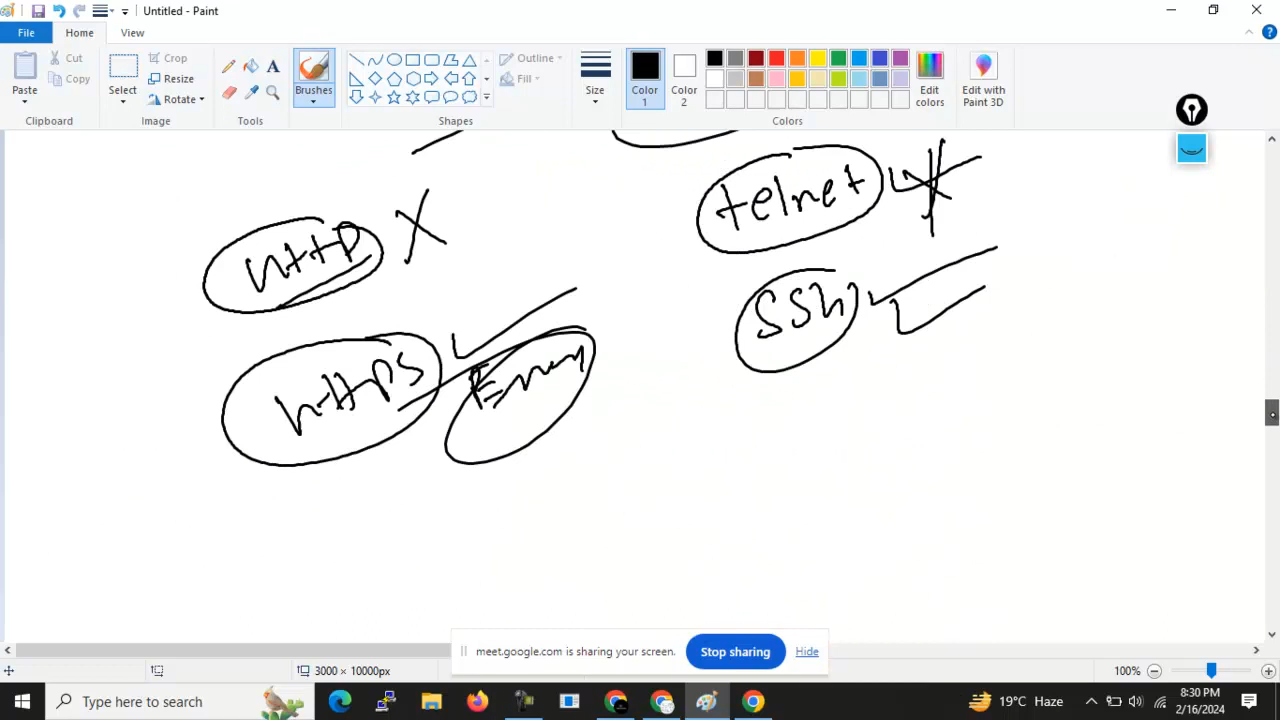 Untitled - Paint
File
Home
View
Paste
Cut
Copy
Clipboard
Select
Crop
Resize
Rotate
Image
A
Tools
Brushes
Shapes
Outline
Fill
Size
Color 1
Color 2
Edit colors
Colors
Edit with Paint 3D
telnet
http
ssh
https
meet.google.com is sharing your screen.
Stop sharing
Hide
3000 × 10000px
100%
Type here to search
19°C Haze
8:30 PM
2/16/2024